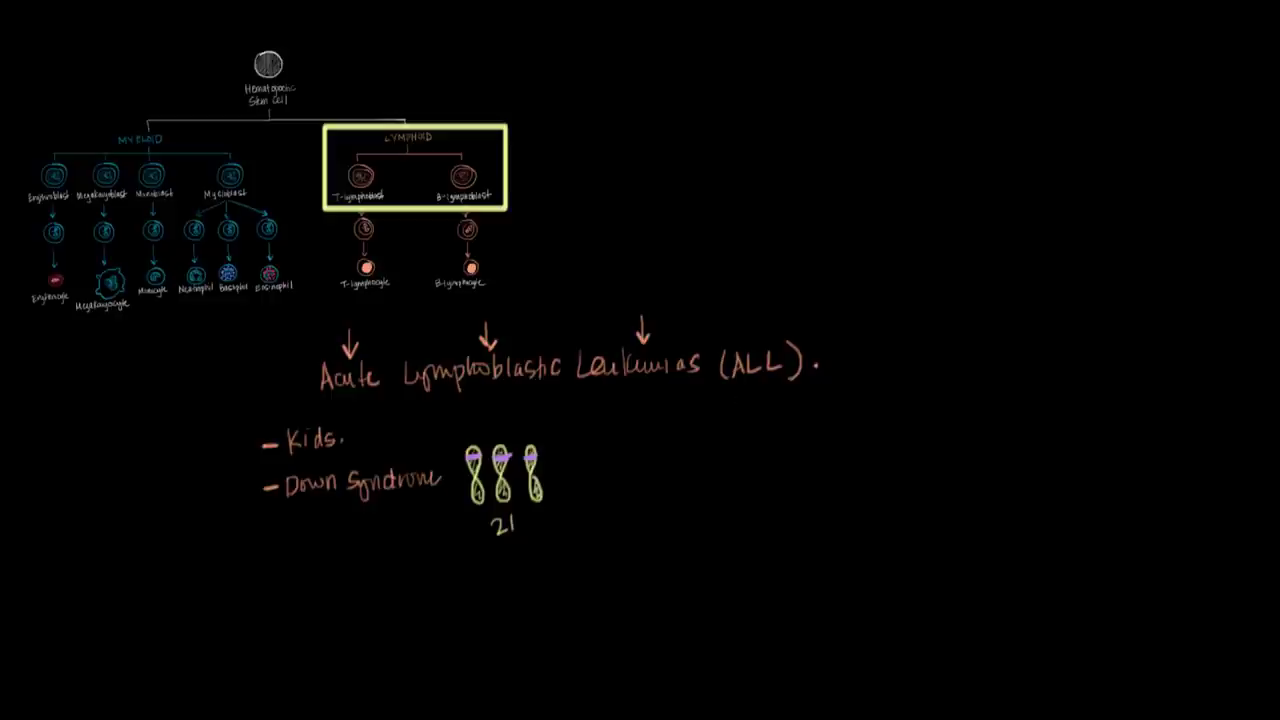 Hematopoetic
Stem Cell
MYELOID
LYMPHOID
Erythroblast Megakaryoblast Monoblast Myeloblast T-lymphoblast B-lymphoblast
Erythrocyte Megakaryocyte Monocyte Neutrophil Basophil Eosinophil T-lymphocyte B-lymphocyte
Acute Lymphoblastic Leukemias (ALL).
- Kids.
- Down Syndrome
21